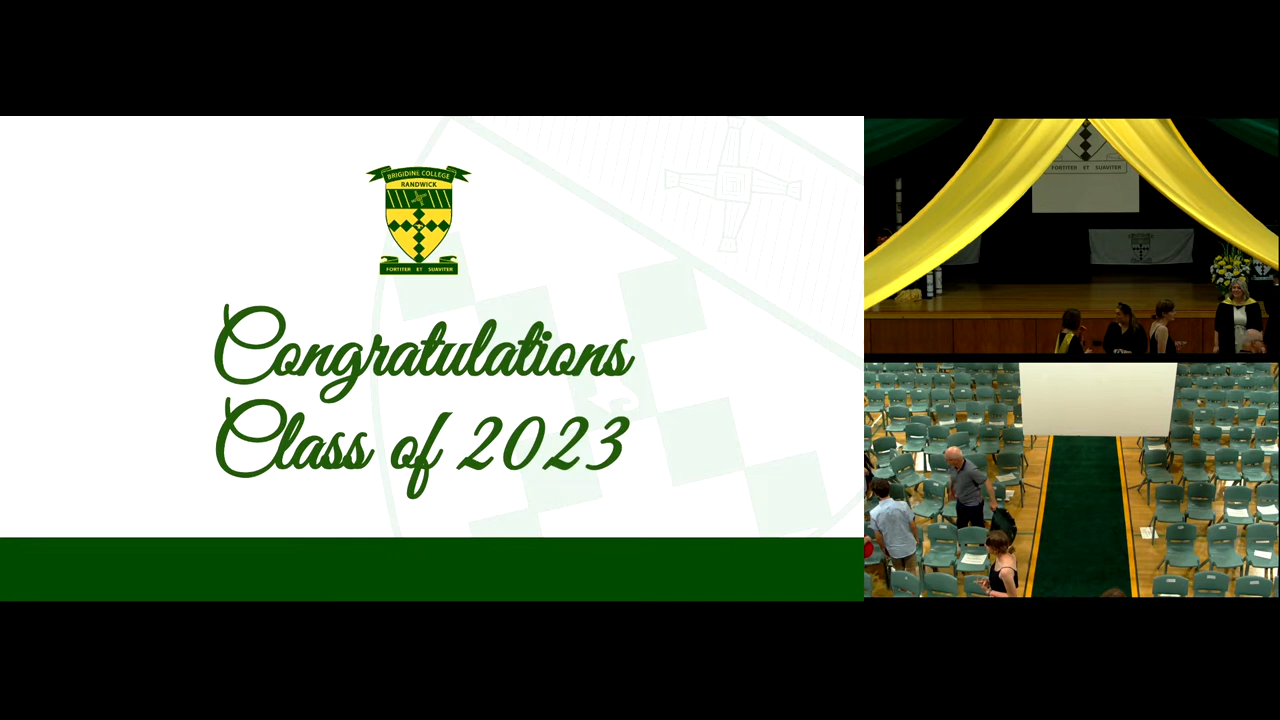 BRIGIDINE COLLEGE
RANDWICK
FORTITER ET SUAVITER
Congratulations
Class of 2023
FORTITER ET SUAVITER